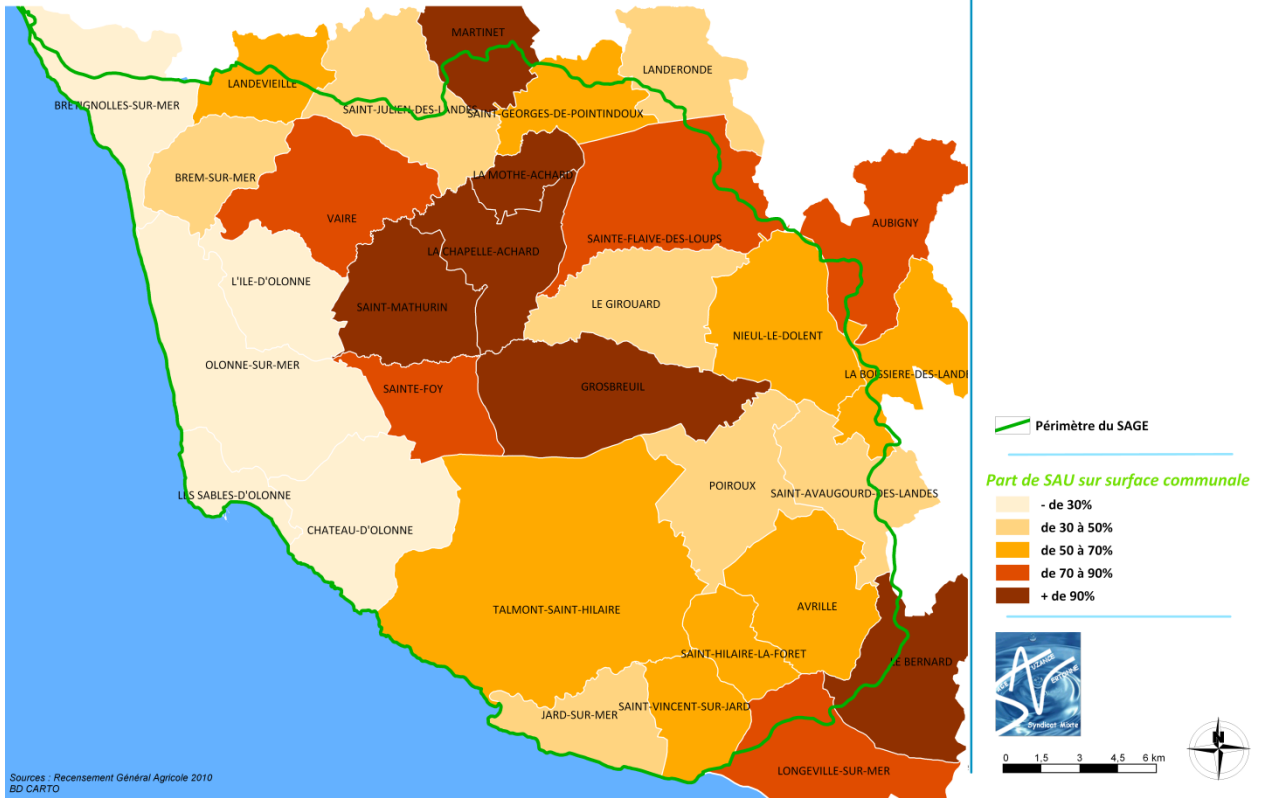 MARTINET
LANDERONDE
LANDEVIEILLE
BRETIGNOLLES-SUR-MER
SAINT-JULIEN-DES-LANDES
SAINT-GEORGES-DE-POINTINDOUX
BREM-SUR-MER
LA MOTHE-ACHARD
VAIRE
AUBIGNY
SAINTE-FLAIVE-DES-LOUPS
LA CHAPELLE-ACHARD
L'ILE-D'OLONNE
SAINT-MATHURIN
LE GIROUARD
NIEUL-LE-DOLENT
OLONNE-SUR-MER
LA BOISSIERE-DES-LANDE
SAINTE-FOY
GROSBREUIL
POIROUX
SAINT-AVAUGOURD-DES-LANDES
LES SABLES-D'OLONNE
CHATEAU-D'OLONNE
TALMONT-SAINT-HILAIRE
AVRILLE
SAINT-HILAIRE-LA-FORET
LE BERNARD
SAINT-VINCENT-SUR-JARD
JARD-SUR-MER
LONGEVILLE-SUR-MER
Sources : Recensement Général Agricole 2010
BD CARTO
Périmètre du SAGE
Part de SAU sur surface communale
- de 30%
de 30 à 50%
de 50 à 70%
de 70 à 90%
+ de 90%
Syndicat Mixte
N
0 1,5 3 4,5 6 km